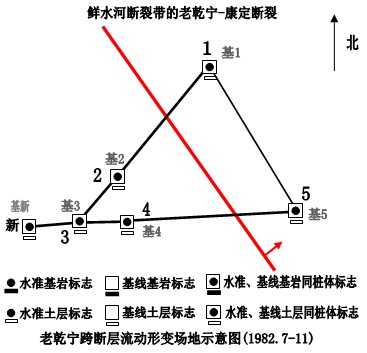 鲜水河断裂带的老乾宁-康定断裂
北
1 基1
基2
2
基新 基3 4 5
新 3 基4 基5
水准基岩标志 基线基岩标志 水准、基线基岩同桩体标志
水准土层标志 基线土层标志 水准、基线土层同桩体标志
老乾宁跨断层流动形变场地示意图(1982.7-11)